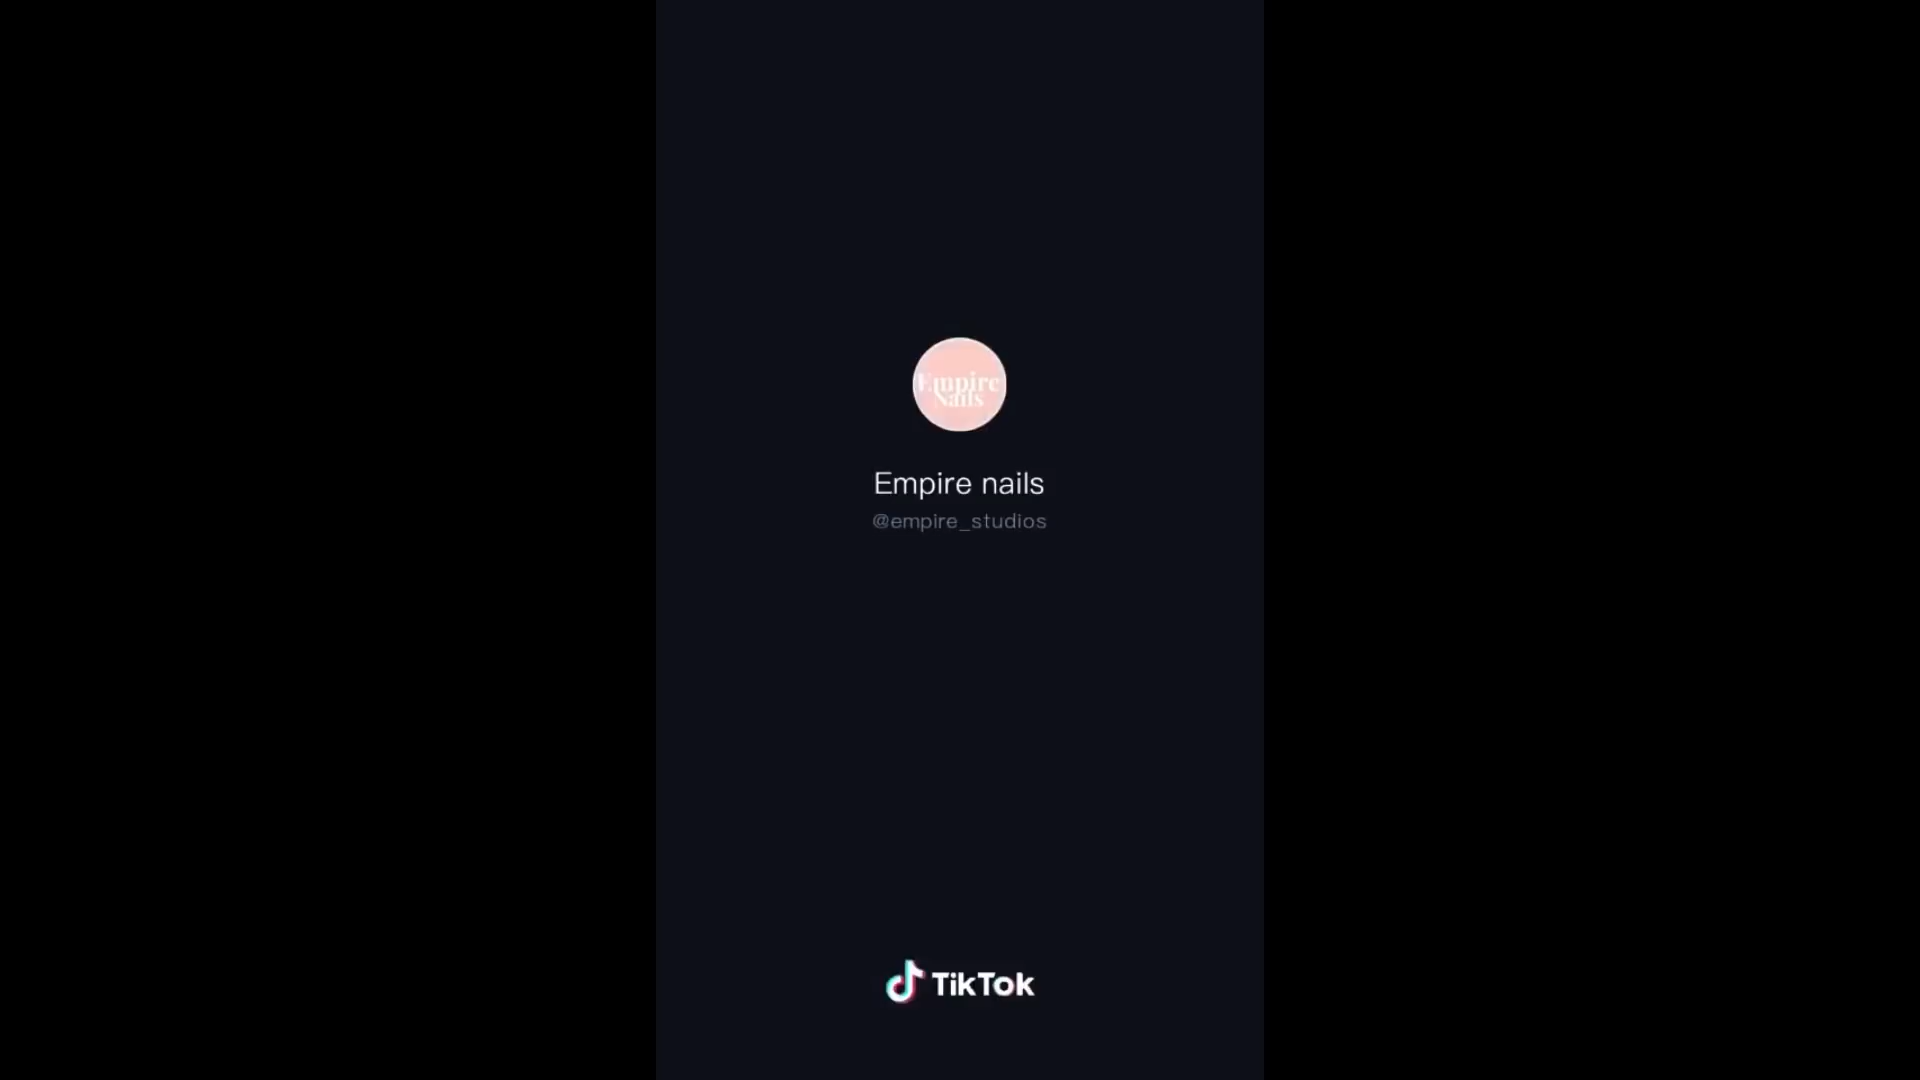 Empire
Nails
Empire nails
@empire_studios
TikTok